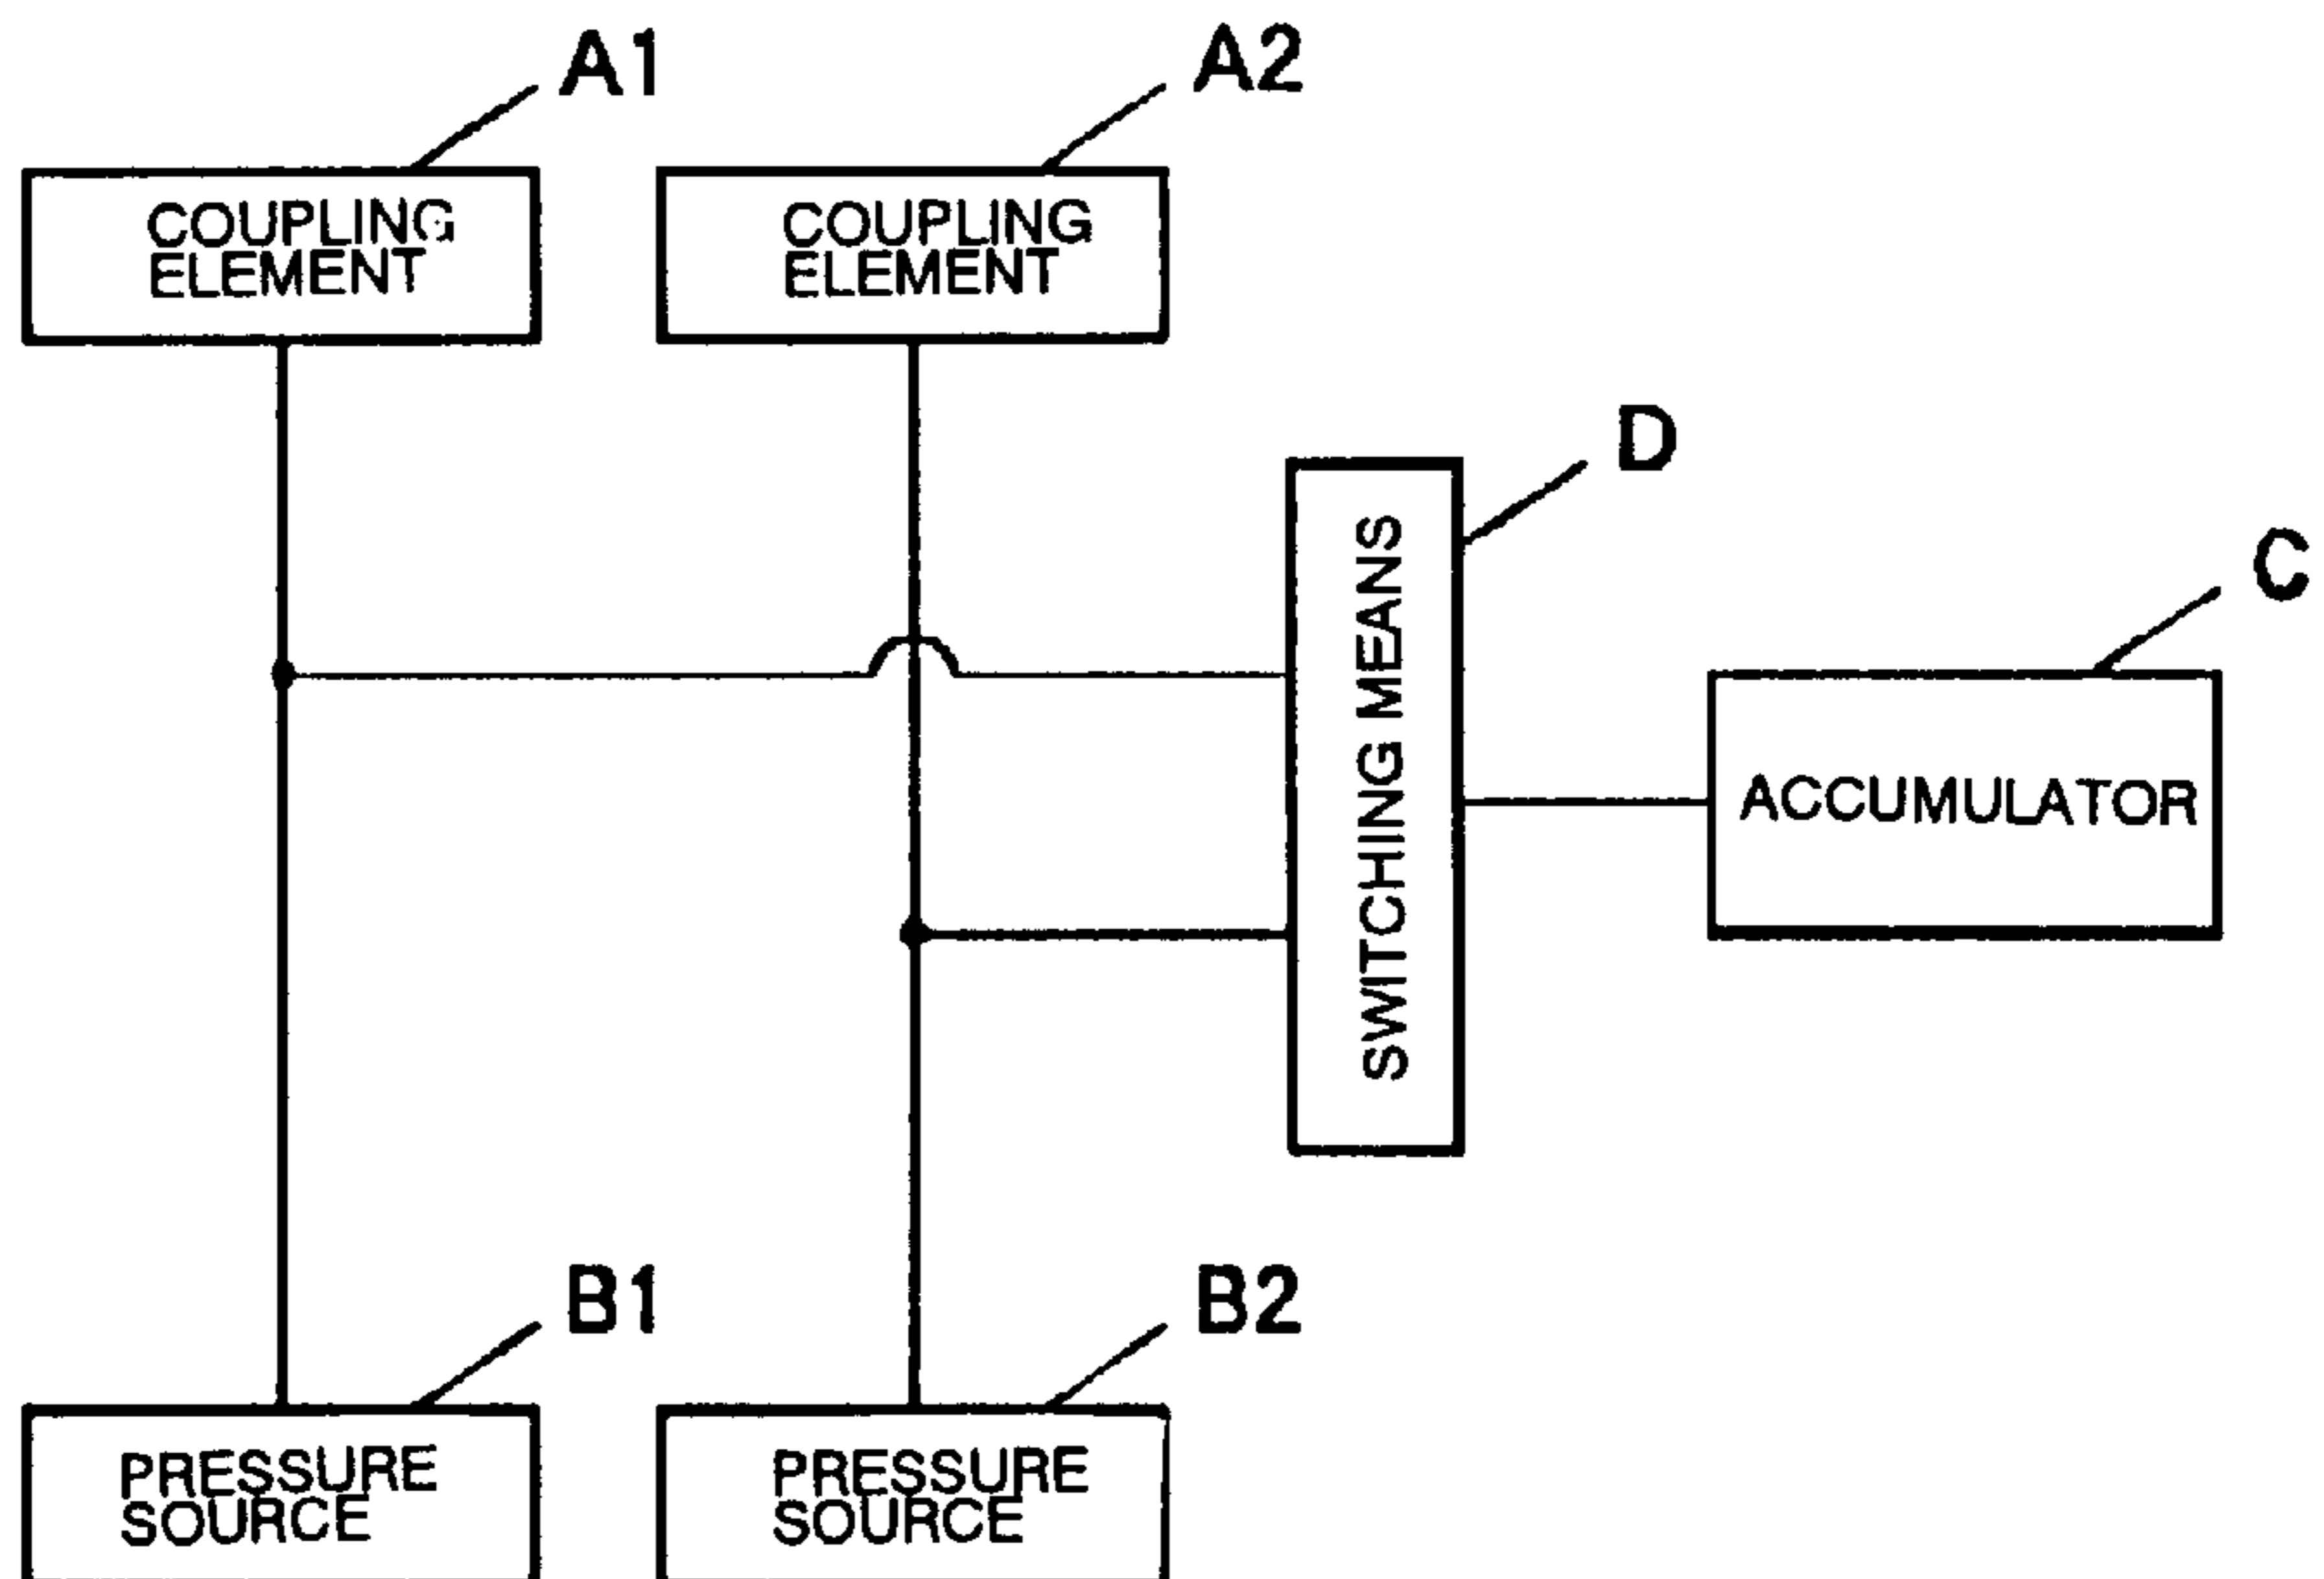 A1
A2
COUPLING
ELEMENT
COUPLING
ELEMENT
D
SWITCHING MEANS
C
ACCUMULATOR
B1
B2
PRESSURE
SOURCE
PRESSURE
SOURCE